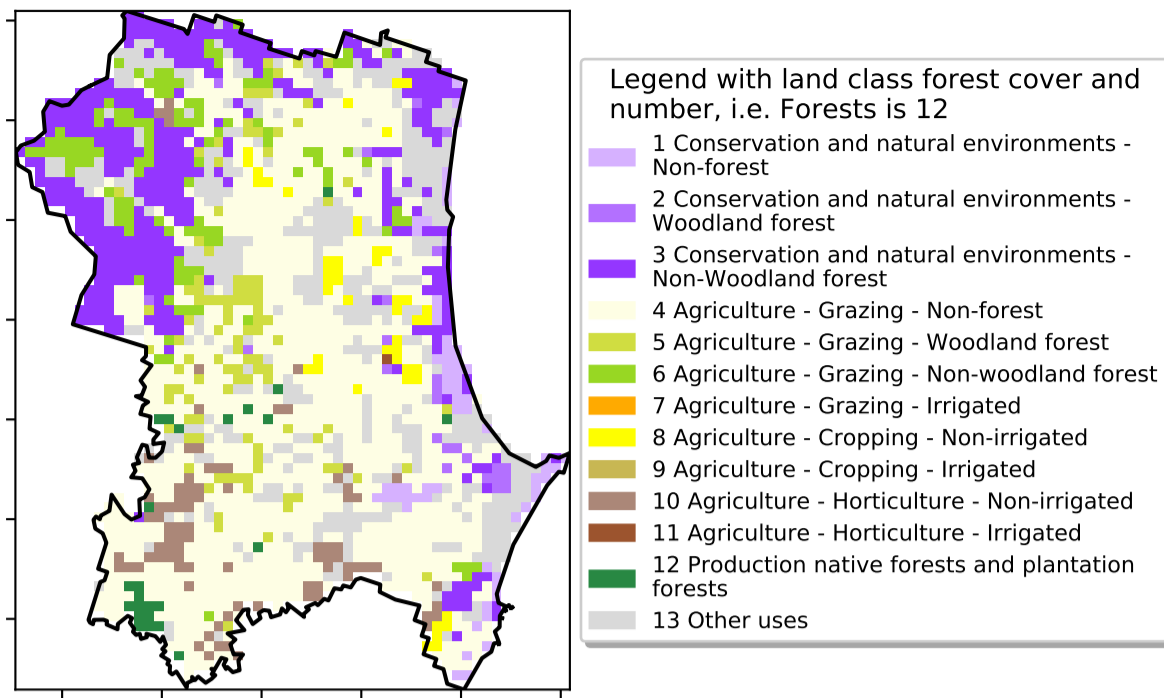 Legend with land class forest cover and
number, i.e. Forests is 12
1 Conservation and natural environments -
Non-forest
2 Conservation and natural environments -
Woodland forest
3 Conservation and natural environments -
Non-Woodland forest
4 Agriculture - Grazing - Non-forest
5 Agriculture - Grazing - Woodland forest
6 Agriculture - Grazing - Non-woodland forest
7 Agriculture - Grazing - Irrigated
8 Agriculture - Cropping - Non-irrigated
9 Agriculture - Cropping - Irrigated
10 Agriculture - Horticulture - Non-irrigated
11 Agriculture - Horticulture - Irrigated
12 Production native forests and plantation
forests
13 Other uses